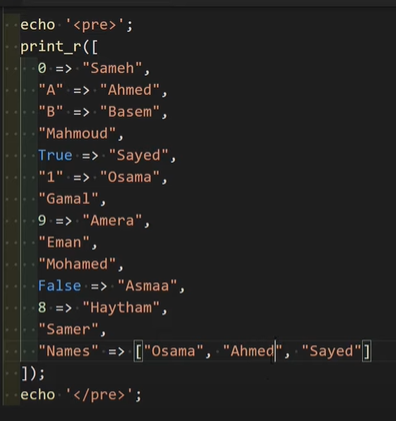 echo '<pre>';
print_r([
0 => "Sameh",
"A" => "Ahmed",
"B" => "Basem",
"Mahmoud",
True => "Sayed",
"1" => "Osama",
"Gamal",
9 => "Amera",
"Eman",
"Mohamed",
False => "Asmaa",
8 => "Haytham",
"Samer",
"Names" => ["Osama", "Ahmed", "Sayed"]
]);
echo '</pre>';